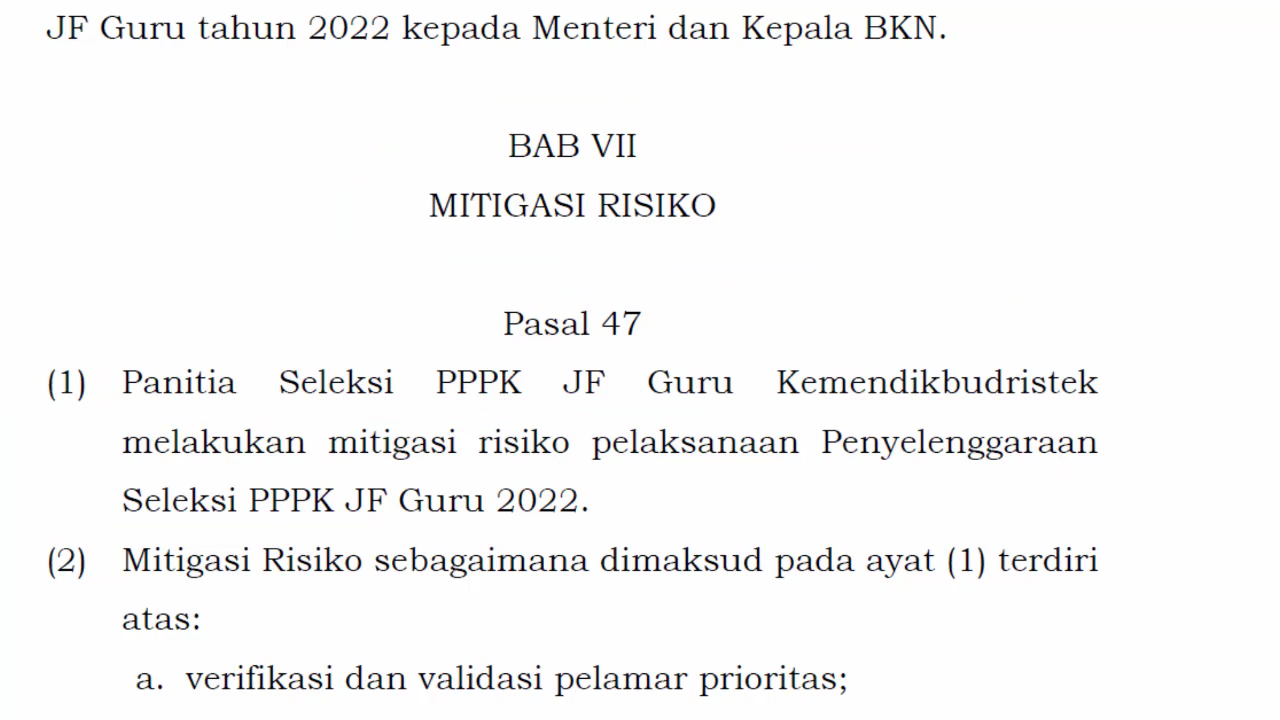 JF Guru tahun 2022 kepada Menteri dan Kepala BKN.
BAB VII
MITIGASI RISIKO
Pasal 47
(1) Panitia Seleksi PPPK JF Guru Kemendikbudristek
melakukan mitigasi risiko pelaksanaan Penyelenggaraan
Seleksi PPPK JF Guru 2022.
(2) Mitigasi Risiko sebagaimana dimaksud pada ayat (1) terdiri
atas:
a. verifikasi dan validasi pelamar prioritas;